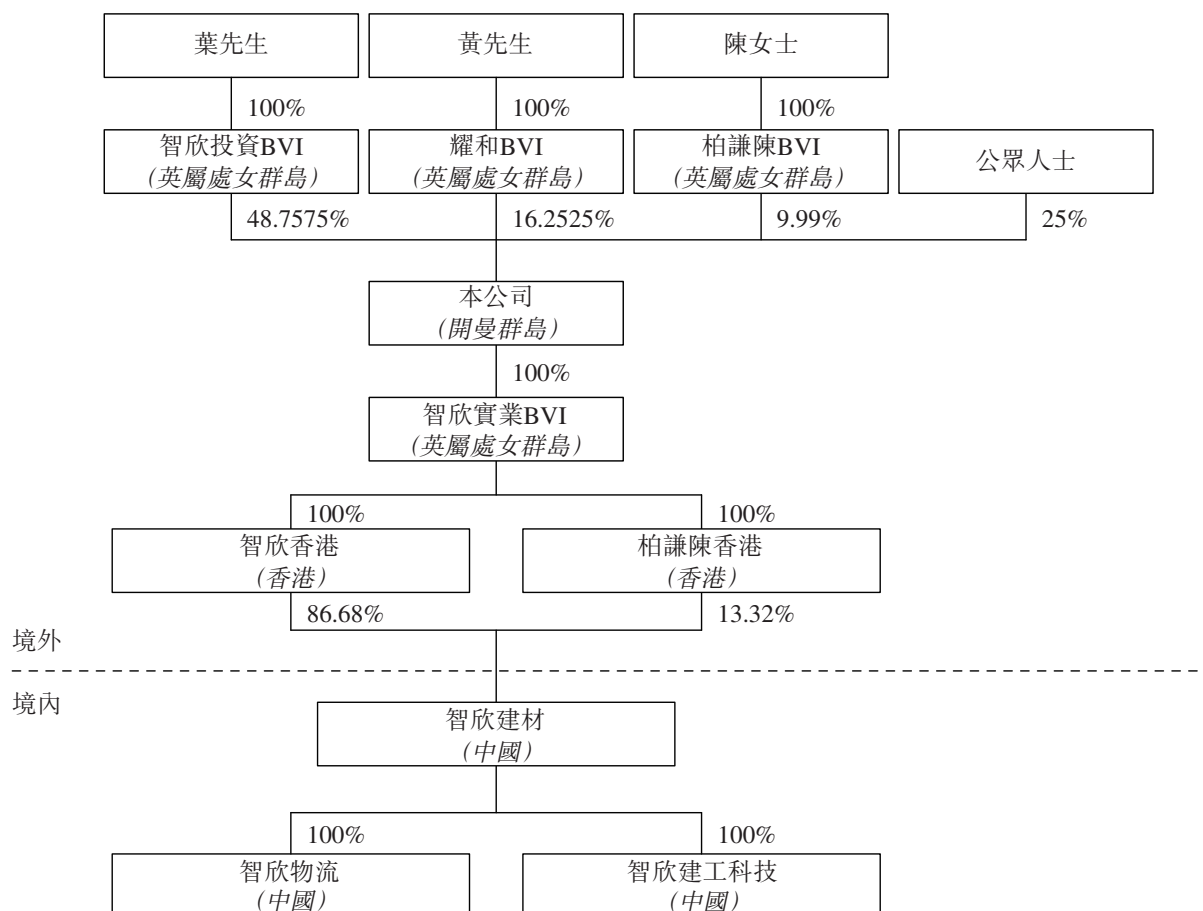 葉先生
黃先生
陳女士
100%
100%
100%
智欣投資BVI
(英屬處女群島)
耀和BVI
(英屬處女群島)
柏謙陳BVI
(英屬處女群島)
公眾人士
48.7575%
16.2525%
9.99%
25%
本公司
(開曼群島)
100%
智欣實業BVI
(英屬處女群島)
100%
100%
智欣香港
(香港)
柏謙陳香港
(香港)
86.68%
13.32%
境外
境內
智欣建材
(中國)
100%
100%
智欣物流
(中國)
智欣建工科技
(中國)